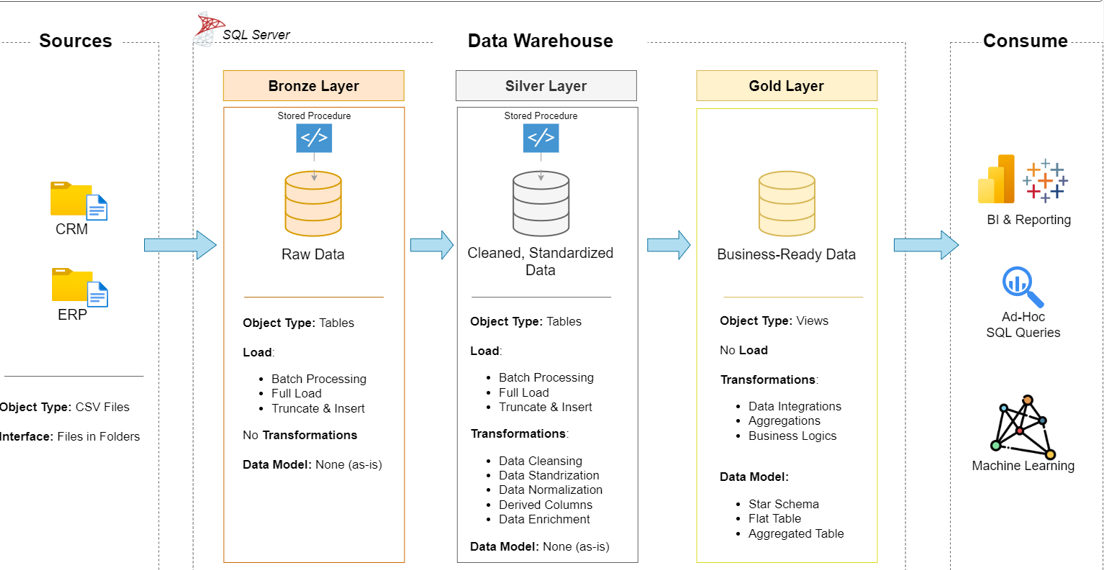 Sources
CRM
ERP
Object Type: CSV Files
Interface: Files in Folders
SQL Server
Data Warehouse
Bronze Layer
Stored Procedure
</>
Raw Data
Object Type: Tables
Load:
• Batch Processing
• Full Load
• Truncate & Insert
No Transformations
Data Model: None (as-is)
Silver Layer
Stored Procedure
</>
Cleaned, Standardized
Data
Object Type: Tables
Load:
• Batch Processing
• Full Load
• Truncate & Insert
Transformations:
• Data Cleansing
• Data Standrization
• Data Normalization
• Derived Columns
• Data Enrichment
Data Model: None (as-is)
Gold Layer
Business-Ready Data
Object Type: Views
No Load
Transformations:
• Data Integrations
• Aggregations
• Business Logics
Data Model:
• Star Schema
• Flat Table
• Aggregated Table
Consume
BI & Reporting
Ad-Hoc
SQL Queries
Machine Learning